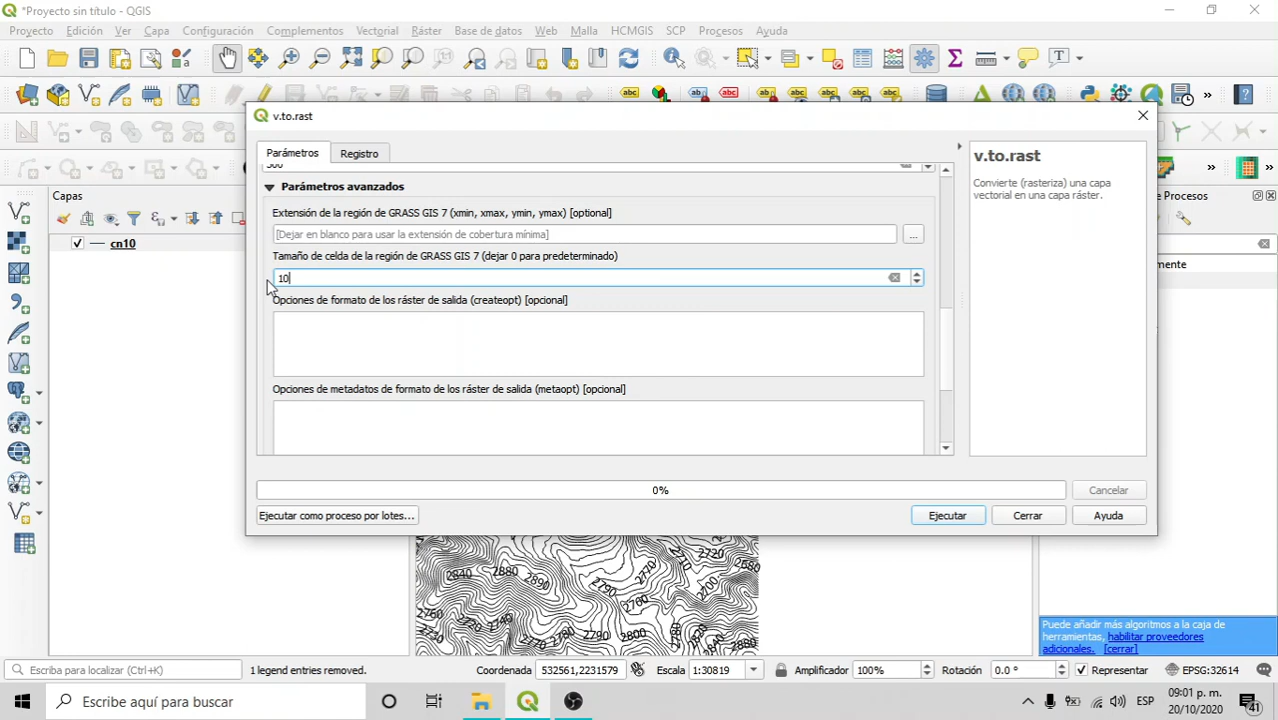 *Proyecto sin título - QGIS
Proyecto Edición Ver Capa Configuración Complementos Vectorial Ráster Base de datos Web Malla HCMGIS SCP Procesos Ayuda
v.to.rast
Parámetros Registro
Parámetros avanzados
Extensión de la región de GRASS GIS 7 (xmin, xmax, ymin, ymax) [optional]
[Dejar en blanco para usar la extensión de cobertura mínima]
...
Tamaño de celda de la región de GRASS GIS 7 (dejar 0 para predeterminado)
10
Opciones de formato de los ráster de salida (createopt) [opcional]
Opciones de metadatos de formato de los ráster de salida (metaopt) [opcional]
v.to.rast
Convierte (rasteriza) una capa
vectorial en una capa ráster.
0%
Cancelar
Ejecutar como proceso por lotes...
Ejecutar
Cerrar
Ayuda
Capas
cn10
de Procesos
mente
2840 2880 2890 2770 2680
2700
2760 2740 2790 2800
Puede añadir más algoritmos a la caja de
herramientas, habilitar proveedores
adicionales. [cerrar]
Escriba para localizar (Ctrl+K)
1 legend entries removed.
Coordenada 532561,2231579
Escala 1:30819
Amplificador 100%
Rotación 0.0 °
Representar
EPSG:32614
Escribe aquí para buscar
ESP
09:01 p. m.
20/10/2020
41